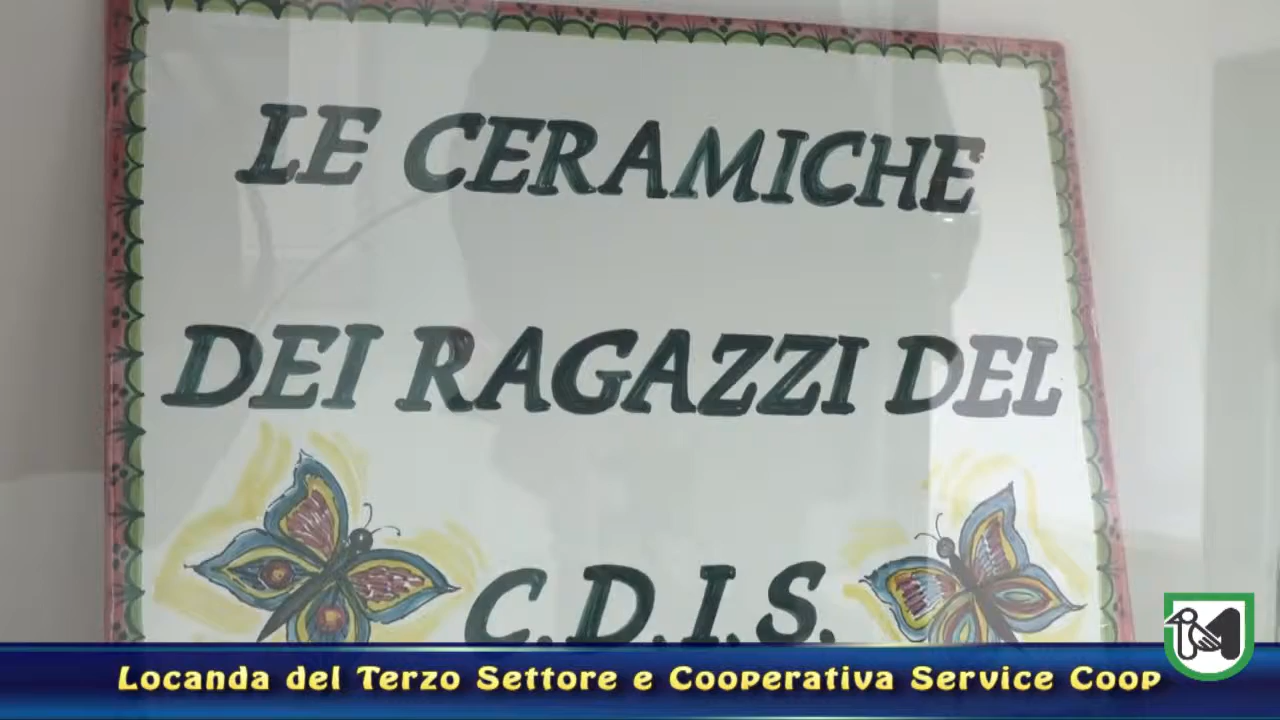 LE CERAMICHE
DEI RAGAZZI DEL
C.D.I.S.
Locanda del Terzo Settore e Cooperativa Service Coop